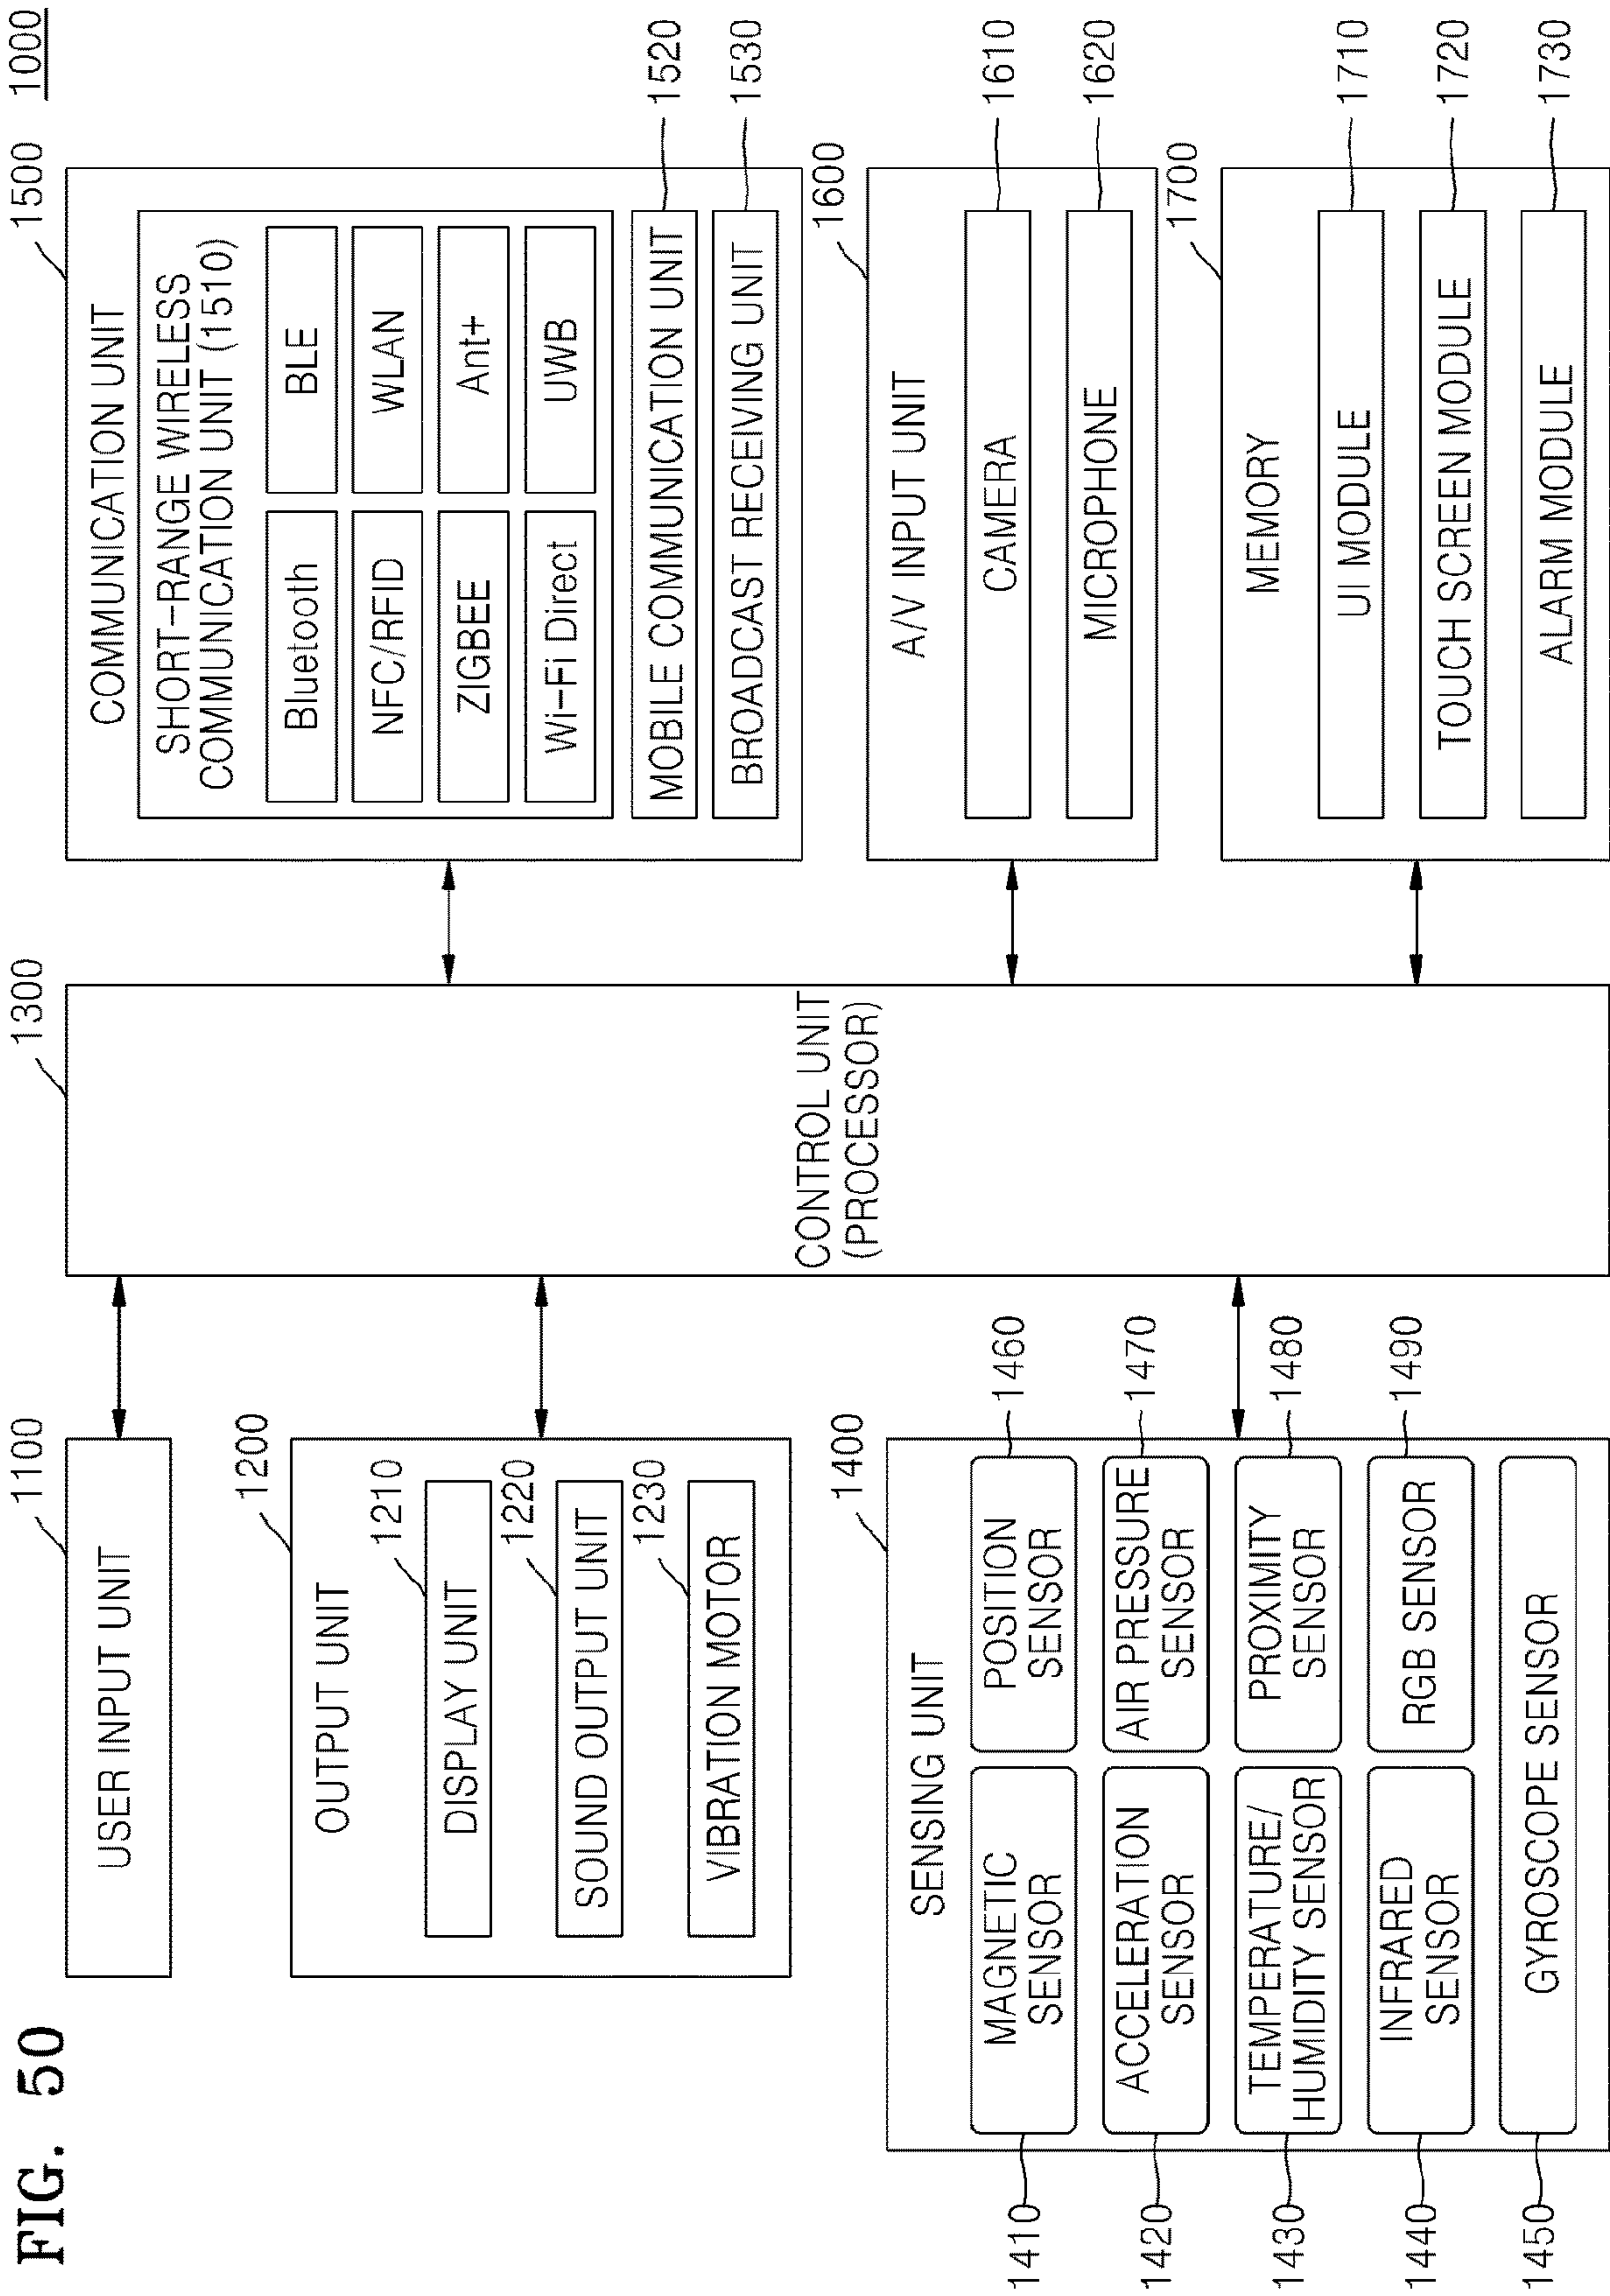 FIG. 50
1000
1100
USER INPUT UNIT
1200
OUTPUT UNIT
1210
DISPLAY UNIT
1220
SOUND OUTPUT UNIT
1230
VIBRATION MOTOR
1400
SENSING UNIT
1410
MAGNETIC
SENSOR
POSITION
SENSOR
1460
1420
ACCELERATION
SENSOR
AIR PRESSURE
SENSOR
1470
1430
TEMPERATURE/
HUMIDITY SENSOR
PROXIMITY
SENSOR
1480
1440
INFRARED
SENSOR
RGB SENSOR
1490
1450
GYROSCOPE SENSOR
1300
CONTROL UNIT
(PROCESSOR)
1500
COMMUNICATION UNIT
SHORT-RANGE WIRELESS
COMMUNICATION UNIT (1510)
Bluetooth
BLE
NFC/RFID
WLAN
ZIGBEE
Ant+
Wi-Fi Direct
UWB
MOBILE COMMUNICATION UNIT
1520
BROADCAST RECEIVING UNIT
1530
1600
A/V INPUT UNIT
CAMERA
1610
MICROPHONE
1620
1700
MEMORY
UI MODULE
1710
TOUCH SCREEN MODULE
1720
ALARM MODULE
1730